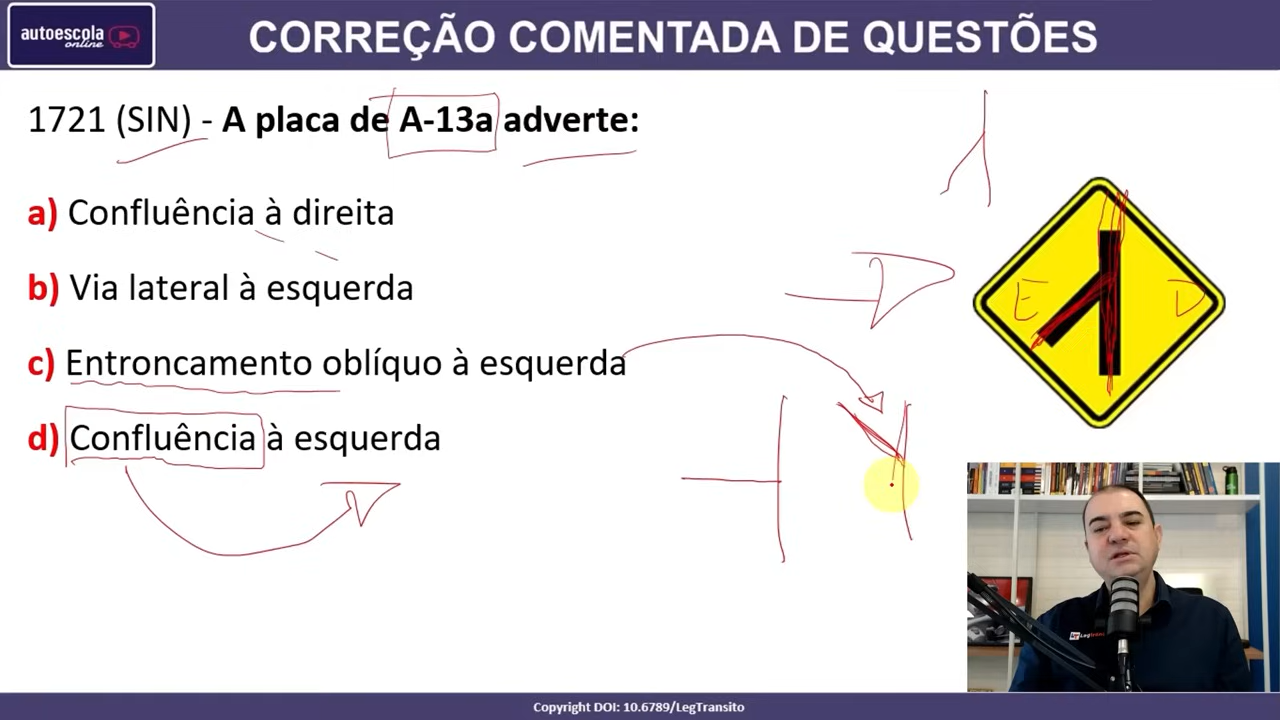 autoescola
online
CORREÇÃO COMENTADA DE QUESTÕES
1721 (SIN) - A placa de A-13a adverte:
a) Confluência à direita
b) Via lateral à esquerda
c) Entroncamento oblíquo à esquerda
d) Confluência à esquerda
E D
Copyright DOI: 10.6789/LegTransito